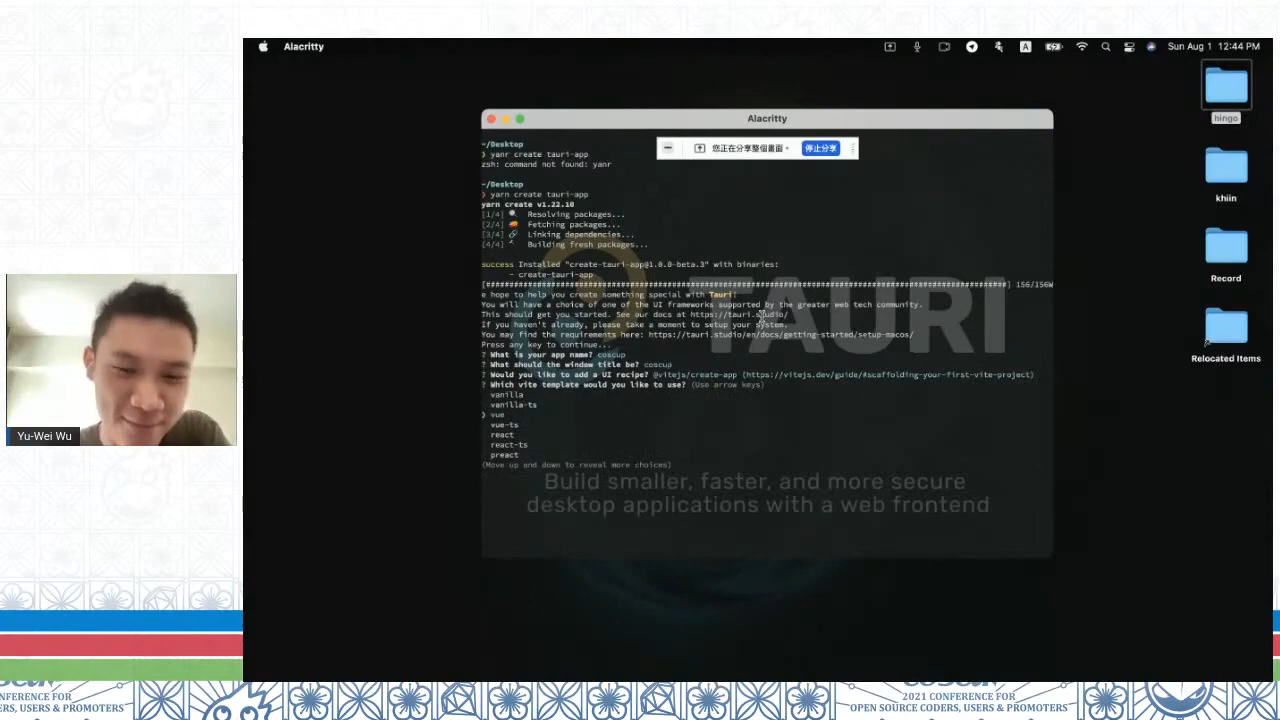 Alacritty
Sun Aug 1 12:44 PM
hingo
khiin
Record
Relocated Items
Alacritty
您正在分享整個畫面。
停止分享
~/Desktop
❯ yanr create tauri-app
zsh: command not found: yanr
~/Desktop
❯ yarn create tauri-app
yarn create v1.22.10
[1/4] 🔍 Resolving packages...
[2/4] 🚚 Fetching packages...
[3/4] 🔗 Linking dependencies...
[4/4] 🔨 Building fresh packages...
success Installed "create-tauri-app@1.0.0-beta.3" with binaries:
- create-tauri-app
[################################################################################################################] 156/156W
e hope to help you create something special with Tauri!
You will have a choice of one of the UI frameworks supported by the greater web tech community.
This should get you started. See our docs at https://tauri.studio/
If you haven't already, please take a moment to setup your system.
You may find the requirements here: https://tauri.studio/en/docs/getting-started/setup-macos/
Press any key to continue...
? What is your app name? coscup
? What should the window title be? coscup
? Would you like to add a UI recipe? @vitejs/create-app (https://vitejs.dev/guide/#scaffolding-your-first-vite-project)
? Which vite template would you like to use? (Use arrow keys)
vanilla
vanilla-ts
❯ vue
vue-ts
react
react-ts
preact
(Move up and down to reveal more choices)
TAURI
Build smaller, faster, and more secure
desktop applications with a web frontend
Yu-Wei Wu
NFERENCE FOR
ERS, USERS & PROMOTERS
2021 CONFERENCE FOR
OPEN SOURCE CODERS, USERS & PROMOTERS